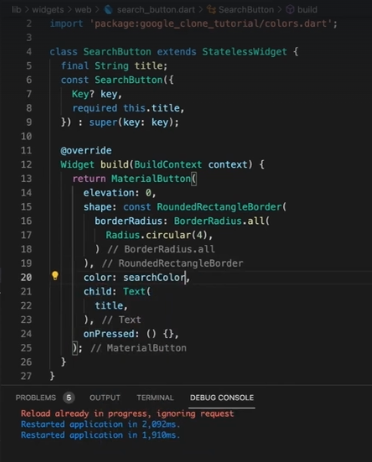 lib > widgets > web > search_button.dart > SearchButton > build
2 import 'package:google_clone_tutorial/colors.dart';
3
4 class SearchButton extends StatelessWidget {
5 final String title;
6 const SearchButton({
7 Key? key,
8 required this.title,
9 }) : super(key: key);
10
11 @override
12 Widget build(BuildContext context) {
13 return MaterialButton(
14 elevation: 0,
15 shape: const RoundedRectangleBorder(
16 borderRadius: BorderRadius.all(
17 Radius.circular(4),
18 ) // BorderRadius.all
19 ), // RoundedRectangleBorder
20 color: searchColor,
21 child: Text(
22 title,
23 ), // Text
24 onPressed: () {},
25 ); // MaterialButton
26 }
27 }
PROBLEMS 5 OUTPUT TERMINAL DEBUG CONSOLE
Reload already in progress, ignoring request
Restarted application in 2,092ms.
Restarted application in 1,910ms.